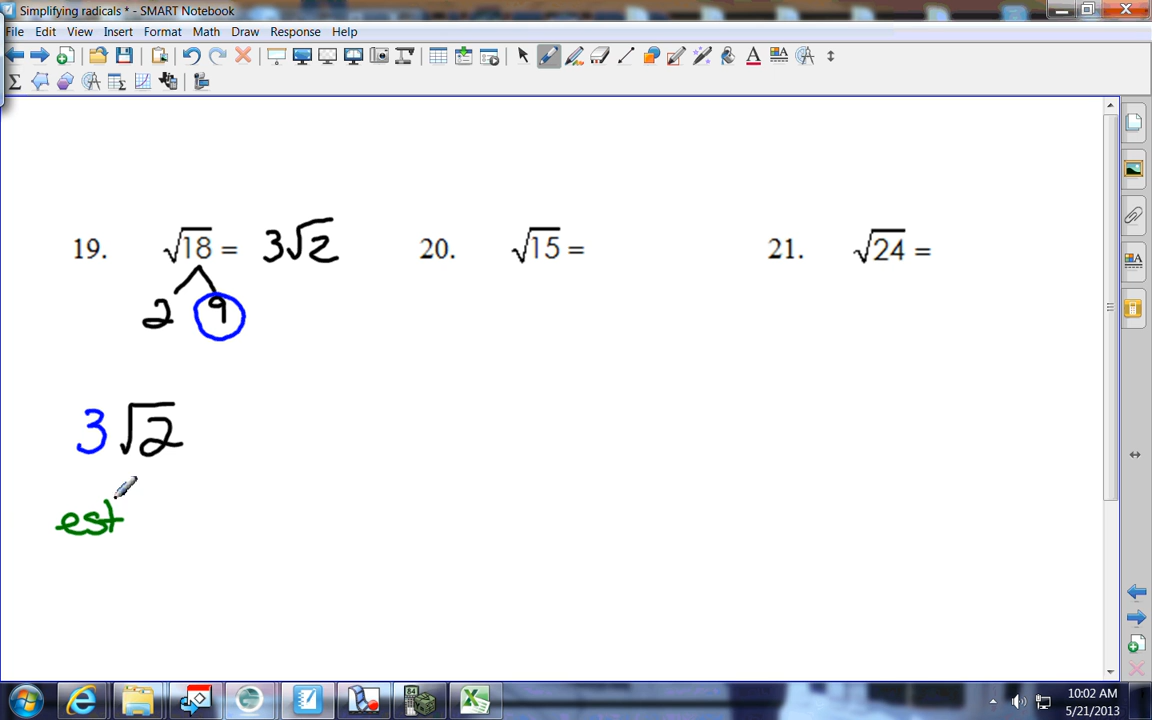 Simplifying radicals * - SMART Notebook
File Edit View Insert Format Math Draw Response Help
19. √18 = 3√2 20. √15 = 21. √24 =
2 9
3√2
est
10:02 AM
5/21/2013